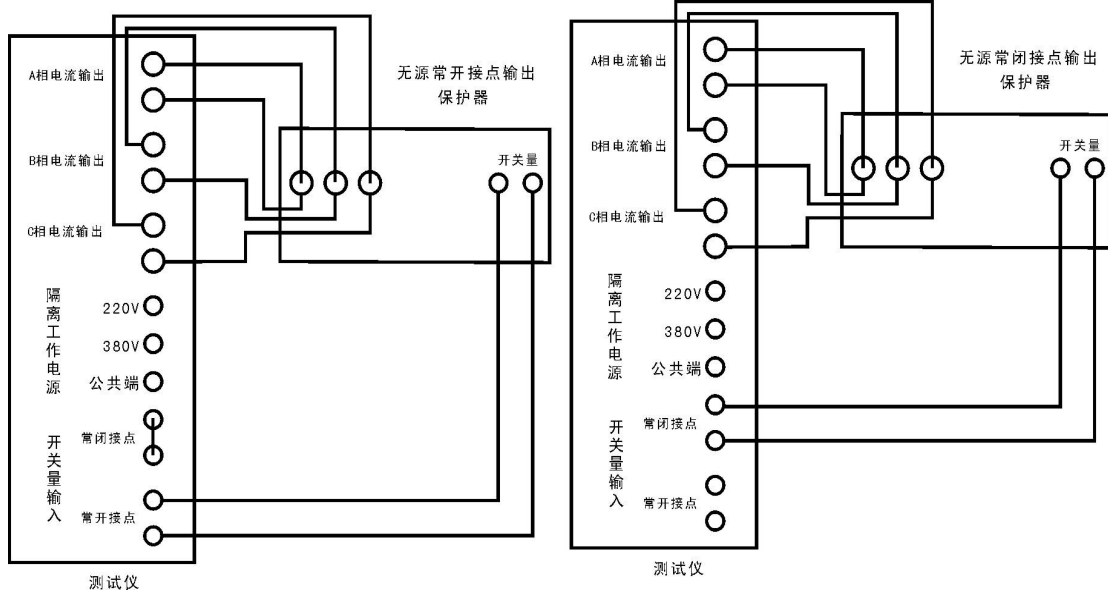 A相电流输出
B相电流输出
C相电流输出
隔离工作电源
220V
380V
公共端
开关量输入
常闭接点
常开接点
测试仪
无源常开接点输出
保护器
开关量
A相电流输出
B相电流输出
C相电流输出
隔离工作电源
220V
380V
公共端
开关量输入
常闭接点
常开接点
测试仪
无源常闭接点输出
保护器
开关量